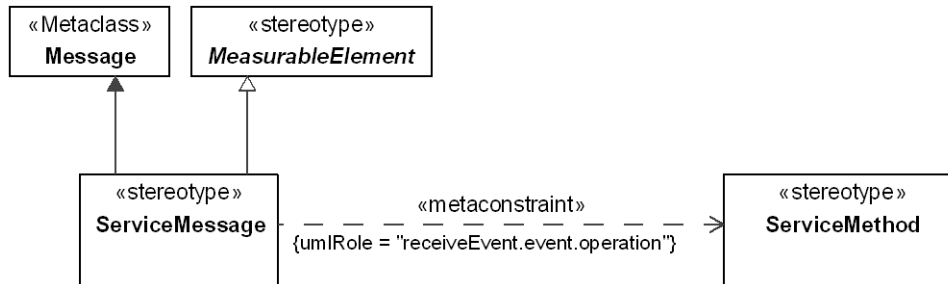 «Metaclass»
Message
«stereotype»
MeasurableElement
«stereotype»
ServiceMessage
«metaconstraint»
{umlRole = "receiveEvent.event.operation"}
«stereotype»
ServiceMethod